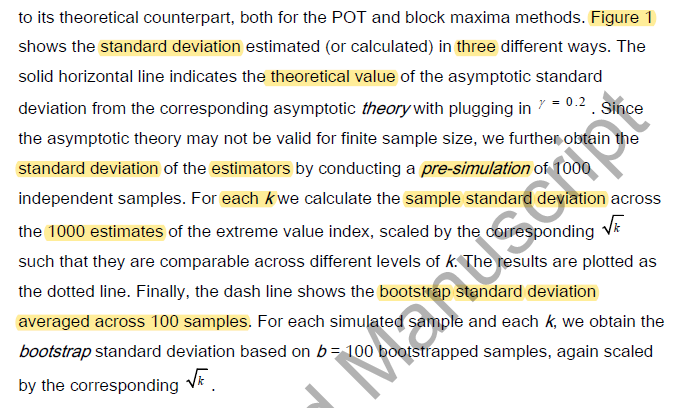 to its theoretical counterpart, both for the POT and block maxima methods. Figure 1
shows the standard deviation estimated (or calculated) in three different ways. The
solid horizontal line indicates the theoretical value of the asymptotic standard
deviation from the corresponding asymptotic theory with plugging in γ = 0.2 . Since
the asymptotic theory may not be valid for finite sample size, we further obtain the
standard deviation of the estimators by conducting a pre-simulation of 1000
independent samples. For each k we calculate the sample standard deviation across
the 1000 estimates of the extreme value index, scaled by the corresponding √k
such that they are comparable across different levels of k. The results are plotted as
the dotted line. Finally, the dash line shows the bootstrap standard deviation
averaged across 100 samples. For each simulated sample and each k, we obtain the
bootstrap standard deviation based on b = 100 bootstrapped samples, again scaled
by the corresponding √k .
d Manuscript